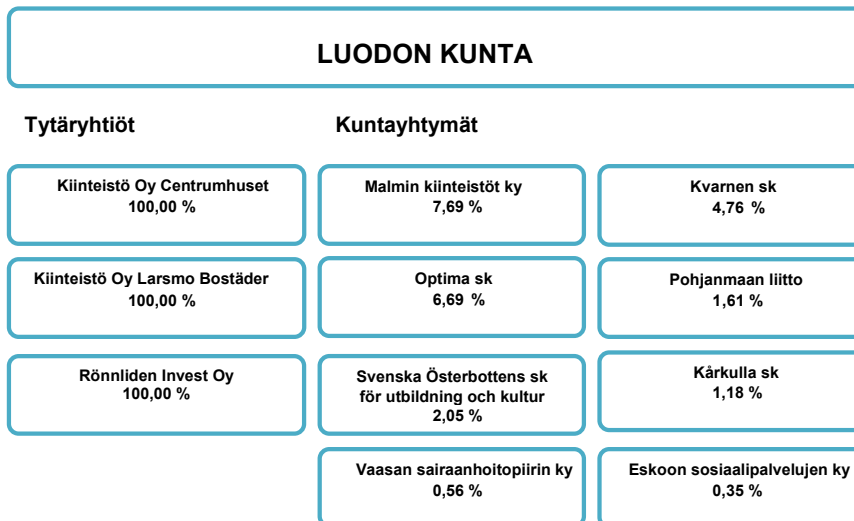 LUODON KUNTA
Tytäryhtiöt
Kiinteistö Oy Centrumhuset
100,00 %
Kiinteistö Oy Larsmo Bostäder
100,00 %
Rönnliden Invest Oy
100,00 %
Kuntayhtymät
Malmin kiinteistöt ky
7,69 %
Kvarnen sk
4,76 %
Optima sk
6,69 %
Pohjanmaan liitto
1,61 %
Svenska Österbottens sk
för utbildning och kultur
2,05 %
Kårkulla sk
1,18 %
Vaasan sairaanhoitopiirin ky
0,56 %
Eskoon sosiaalipalvelujen ky
0,35 %